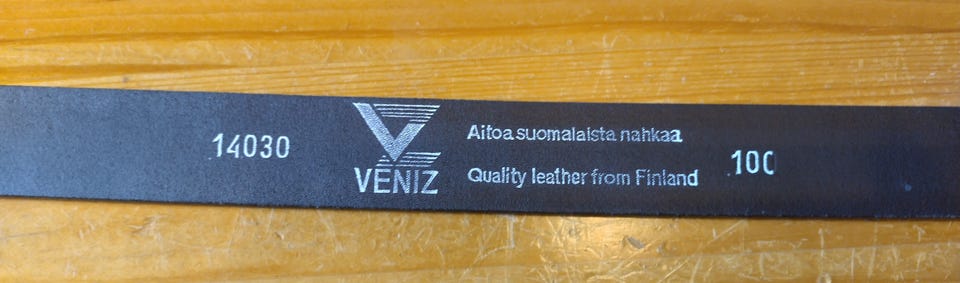 14030
VENIZ
Aitoa suomalaista nahkaa
Quality leather from Finland
100